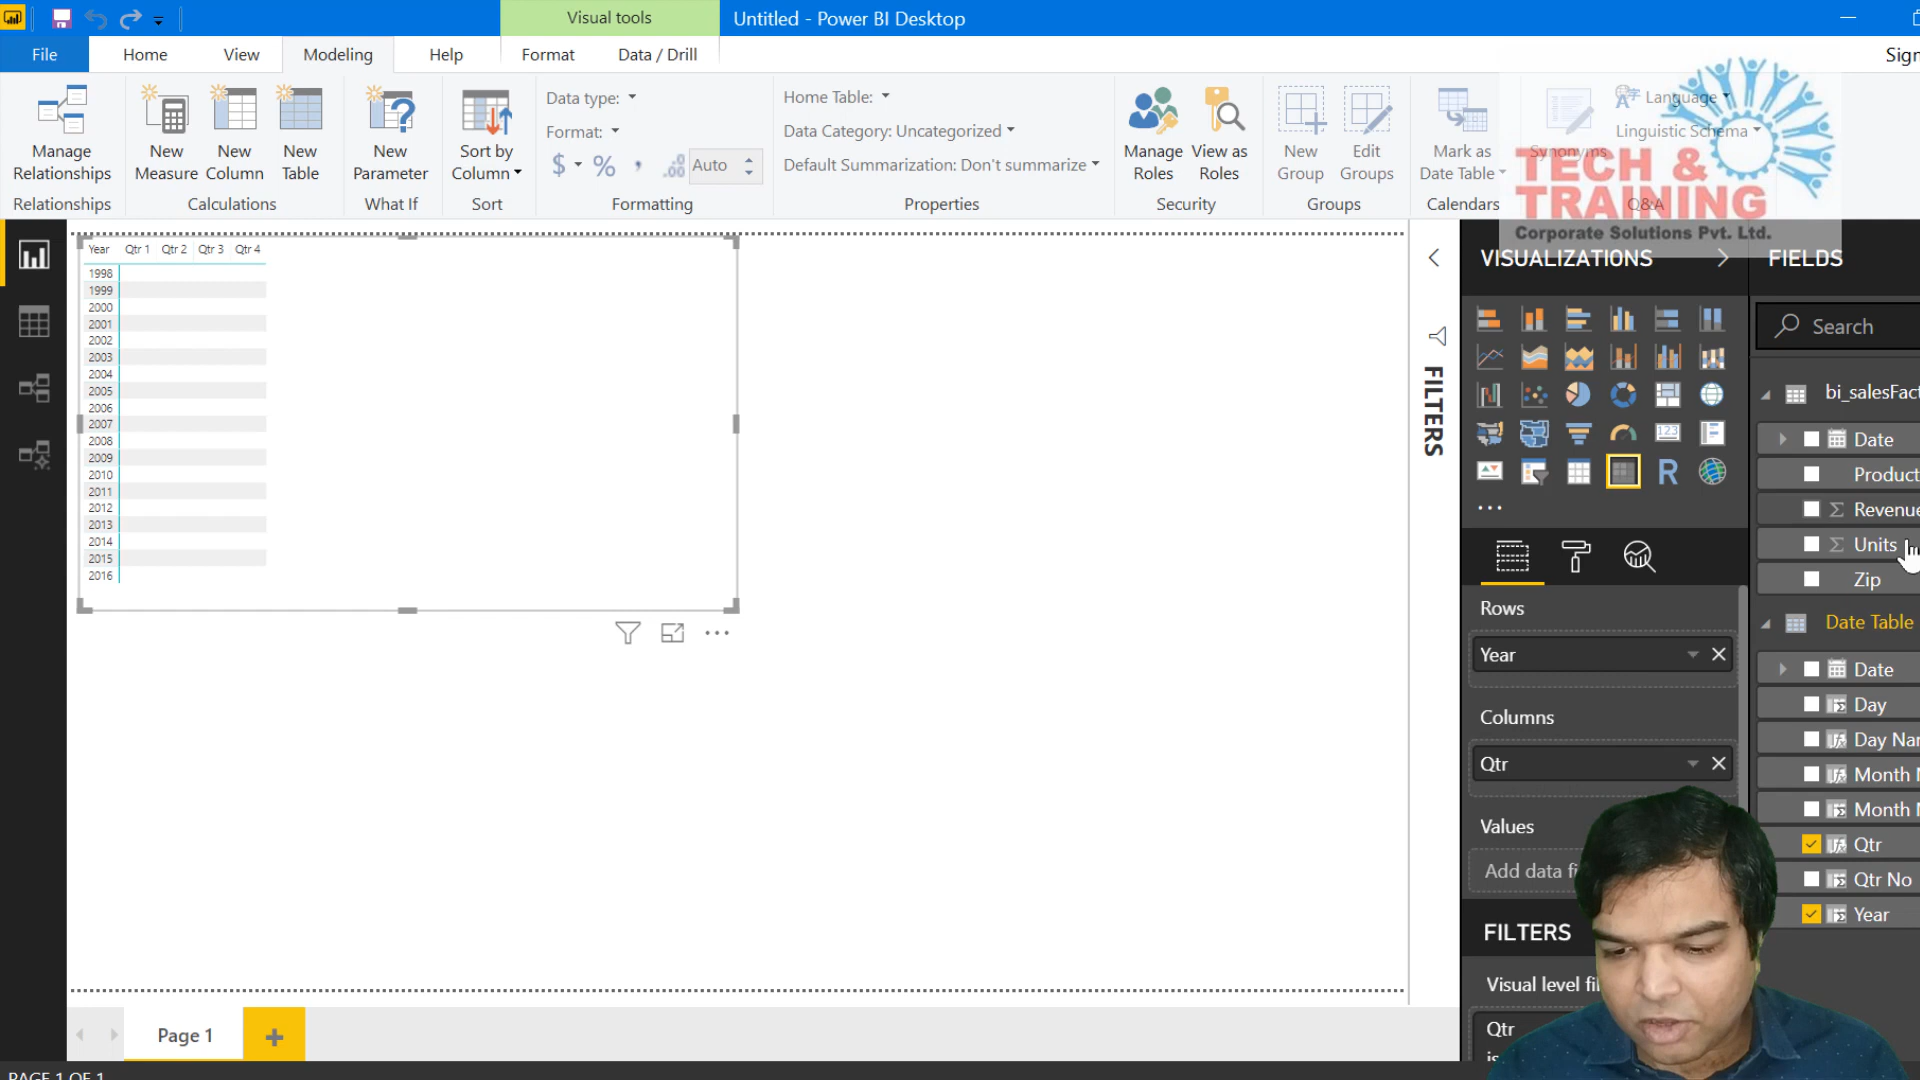 Visual tools
Untitled - Power BI Desktop
File
Home
View
Modeling
Help
Format
Data / Drill
Sign
Manage Relationships
New Measure
New Column
New Table
New Parameter
Sort by Column
Data type:
Format:
$ % , Auto
Home Table:
Data Category: Uncategorized
Default Summarization: Don't summarize
Manage Roles
View as Roles
New Group
Edit Groups
Mark as Date Table
Synonyms
Language
Linguistic Schema
Relationships
Calculations
What If
Sort
Formatting
Properties
Security
Groups
Calendars
Q&A
TECH &
TRAINING
Corporate Solutions Pvt. Ltd.
Year Qtr 1 Qtr 2 Qtr 3 Qtr 4
1998
1999
2000
2001
2002
2003
2004
2005
2006
2007
2008
2009
2010
2011
2012
2013
2014
2015
2016
FILTERS
VISUALIZATIONS
123
R
Rows
Year
Columns
Qtr
Values
Add data fi
FILTERS
Visual level fil
Qtr
is
FIELDS
Search
bi_salesFact
Date
Product
Revenue
Units
Zip
Date Table
Date
Day
Day Nam
Month N
Month N
Qtr
Qtr No
Year
Page 1
PAGE 1 OF 1